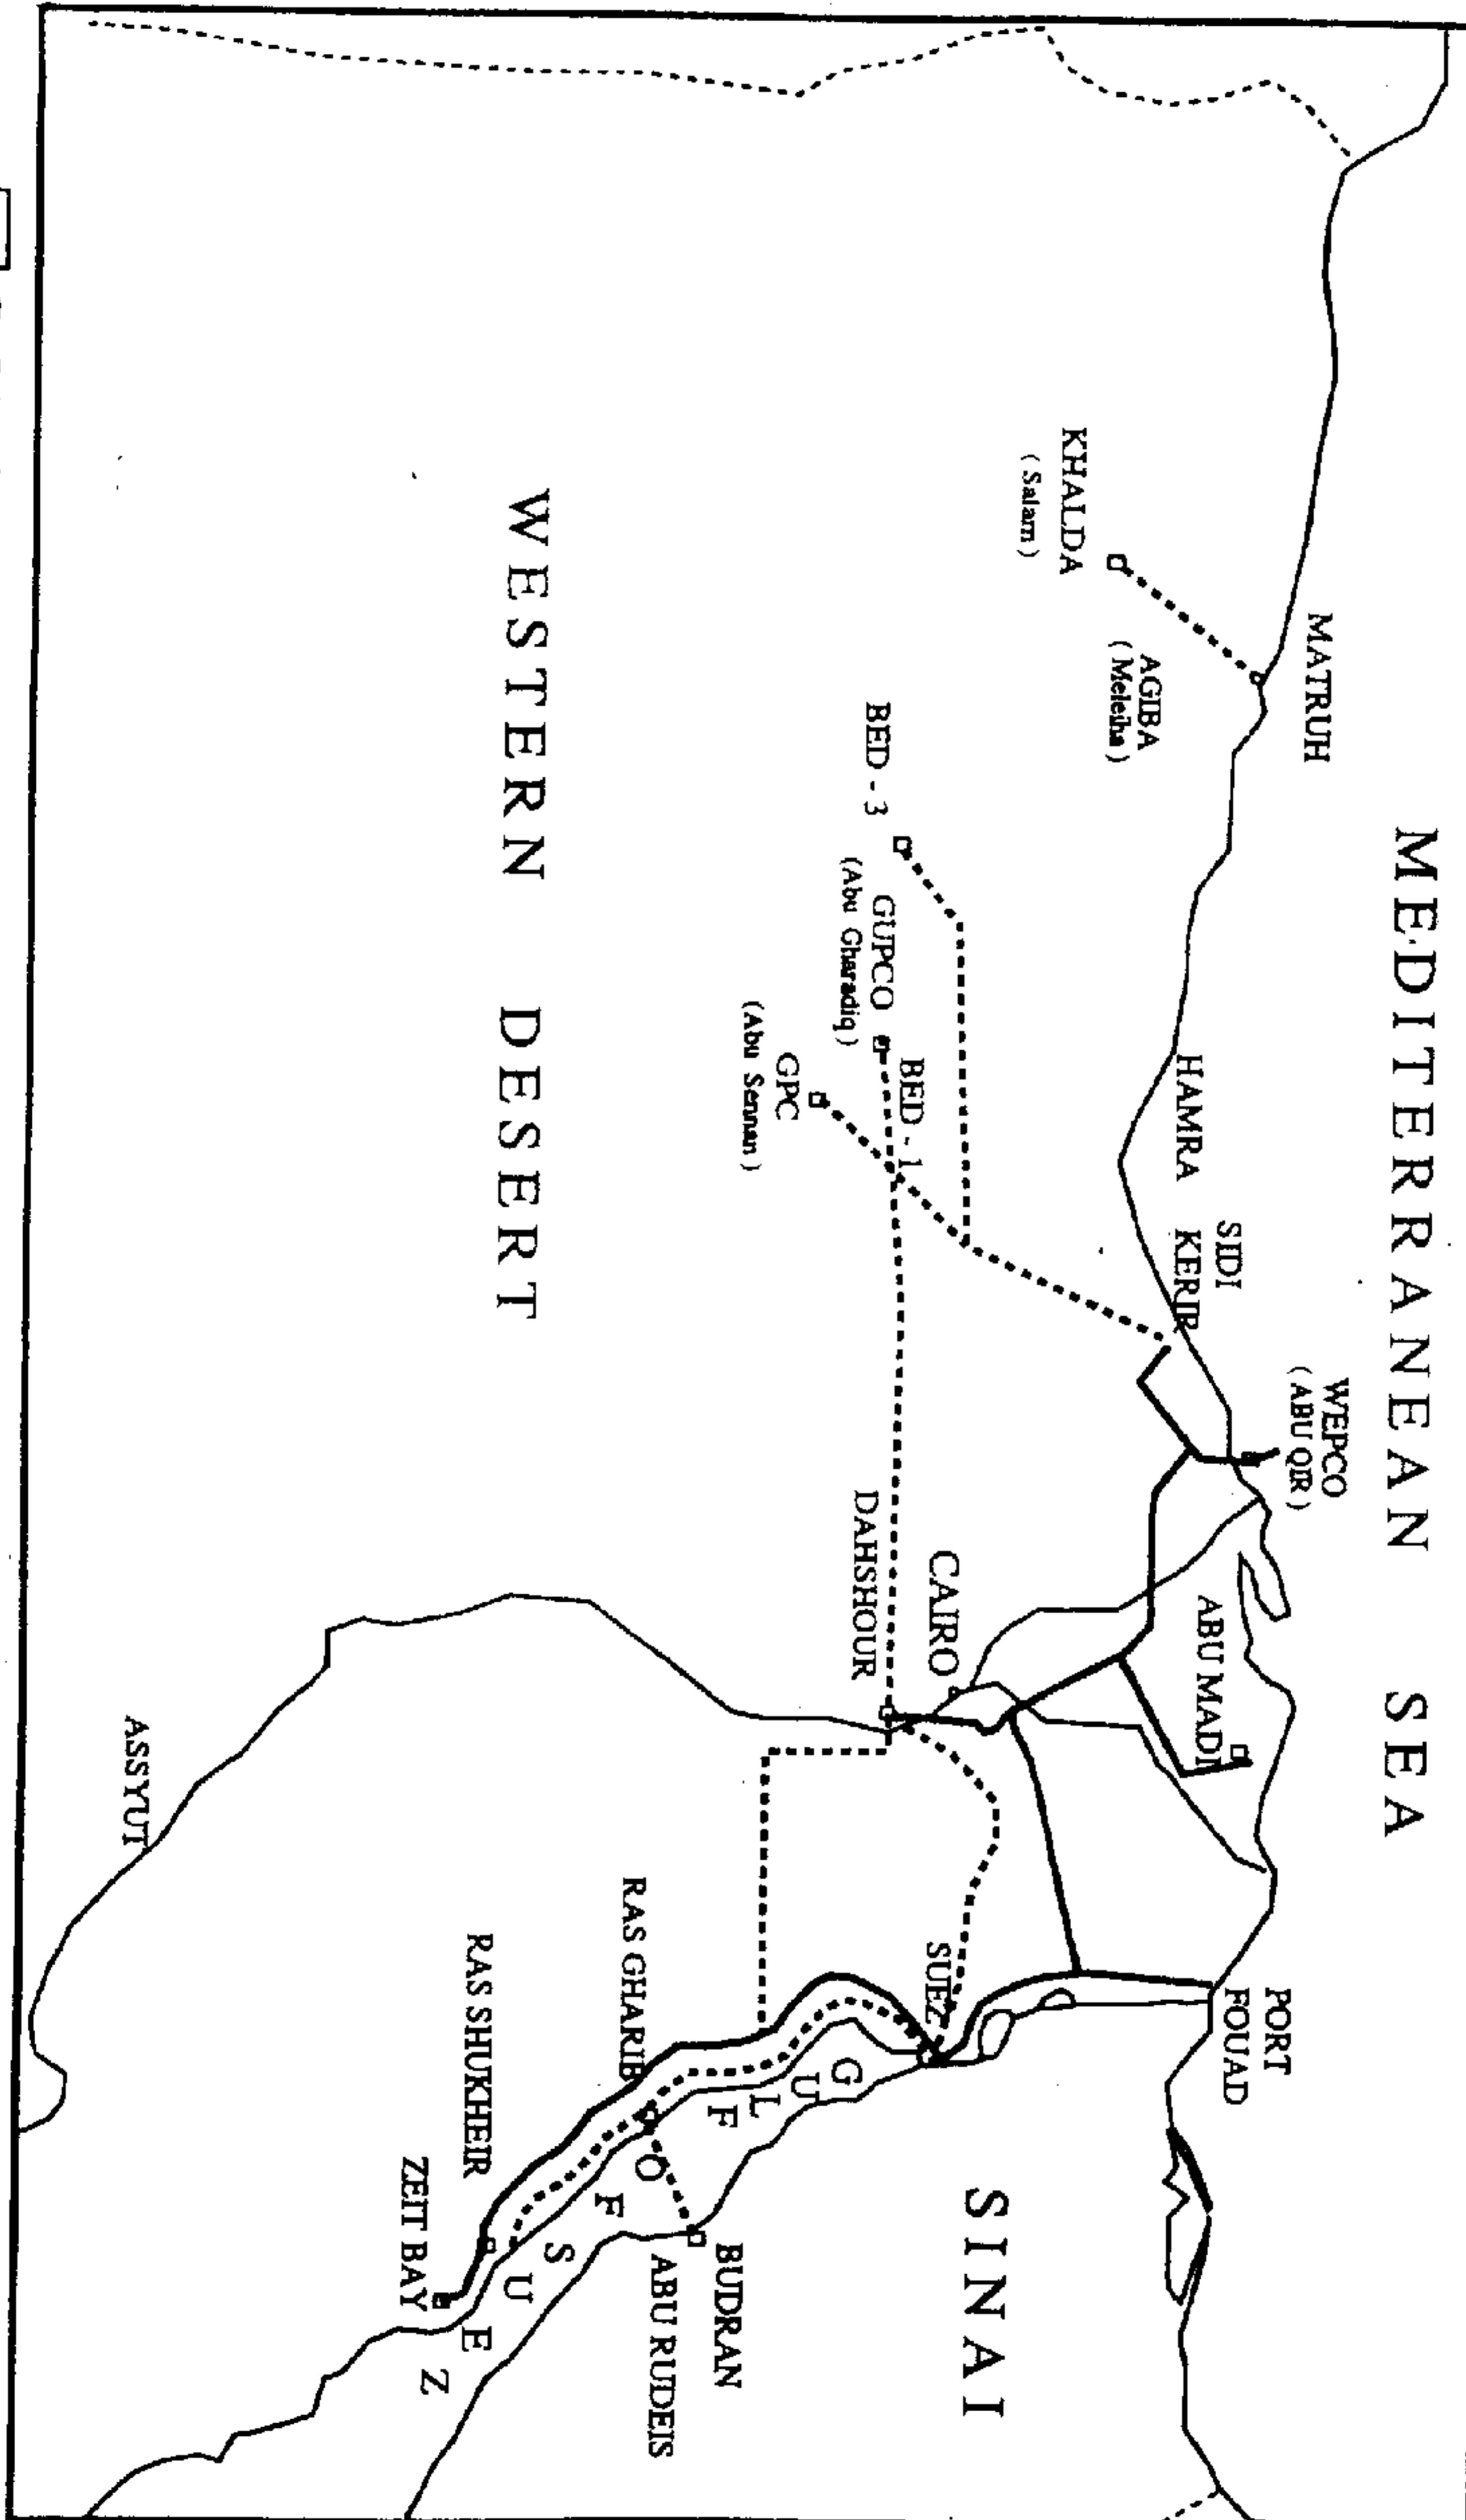 MEDITERRANEAN SEA
MATRUH
KHALDA
( Salam )
AGIBA
( Meleiha )
HAMRA
SIDI
KERIR
WEPCO
( ABU QIR )
BED - 3
GUPCO
(Abu Gharadiq )
BED - 1
GPC
(Abu Sennan )
ABU MADI
CAIRO
DAHSHOUR
PORT
FOUAD
SUEZ
WESTERN DESERT
SINAI
GULF OF SUEZ
RAS GHARIB
RAS SHUKHEIR
ZEIT BAY
BUDRAN
ABU RUDEIS
ASSYUT